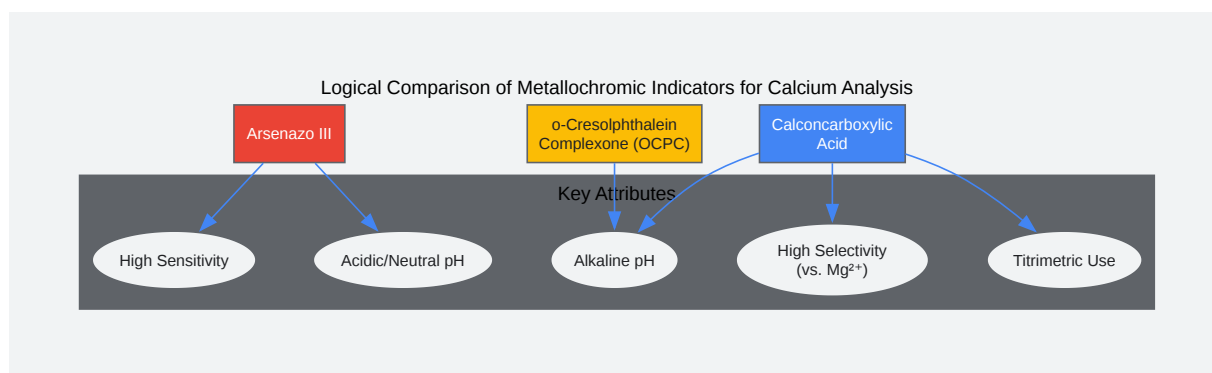 Logical Comparison of Metallochromic Indicators for Calcium Analysis
Arsenazo III
o-Cresolphthalein
Complexone (OCPC)
Calconcarboxylic
Acid
Key Attributes
High Sensitivity
Acidic/Neutral pH
Alkaline pH
High Selectivity
(vs. Mg²⁺)
Titrimetric Use